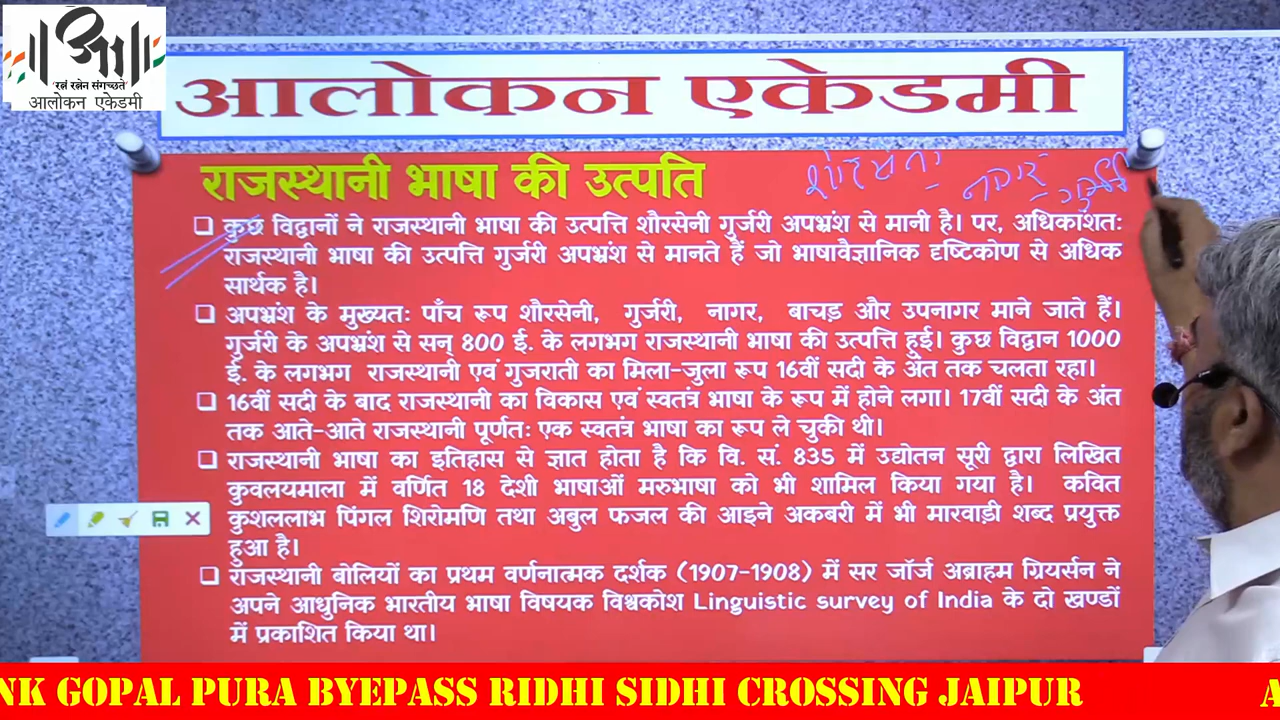 रत्नं रत्नेन संगच्छते
आलोकन एकेडमी
आलोकन एकेडमी
राजस्थानी भाषा की उत्पति
शौरसेनी
नागर
कुछ विद्वानों ने राजस्थानी भाषा की उत्पत्ति शौरसेनी गुर्जरी अपभ्रंश से मानी है। पर, अधिकांशतः
राजस्थानी भाषा की उत्पत्ति गुर्जरी अपभ्रंश से मानते हैं जो भाषावैज्ञानिक दृष्टिकोण से अधिक
सार्थक है।
अपभ्रंश के मुख्यतः पाँच रूप शौरसेनी, गुर्जरी, नागर, बाचड़ और उपनागर माने जाते हैं।
गुर्जरी के अपभ्रंश से सन् 800 ई. के लगभग राजस्थानी भाषा की उत्पत्ति हुई। कुछ विद्वान 1000
ई. के लगभग राजस्थानी एवं गुजराती का मिला-जुला रूप 16वीं सदी के अंत तक चलता रहा।
16वीं सदी के बाद राजस्थानी का विकास एवं स्वतंत्र भाषा के रूप में होने लगा। 17वीं सदी के अंत
तक आते-आते राजस्थानी पूर्णतः एक स्वतंत्र भाषा का रूप ले चुकी थी।
राजस्थानी भाषा का इतिहास से ज्ञात होता है कि वि. सं. 835 में उद्योतन सूरी द्वारा लिखित
कुवलयमाला में वर्णित 18 देशी भाषाओं मरुभाषा को भी शामिल किया गया है। कवित
कुशललाभ पिंगल शिरोमणि तथा अबुल फजल की आइने अकबरी में भी मारवाड़ी शब्द प्रयुक्त
हुआ है।
राजस्थानी बोलियों का प्रथम वर्णनात्मक दर्शक (1907-1908) में सर जॉर्ज अब्राहम ग्रियर्सन ने
अपने आधुनिक भारतीय भाषा विषयक विश्वकोश Linguistic survey of India के दो खण्डों
में प्रकाशित किया था।
NK GOPAL PURA BYEPASS RIDHI SIDHI CROSSING JAIPUR A